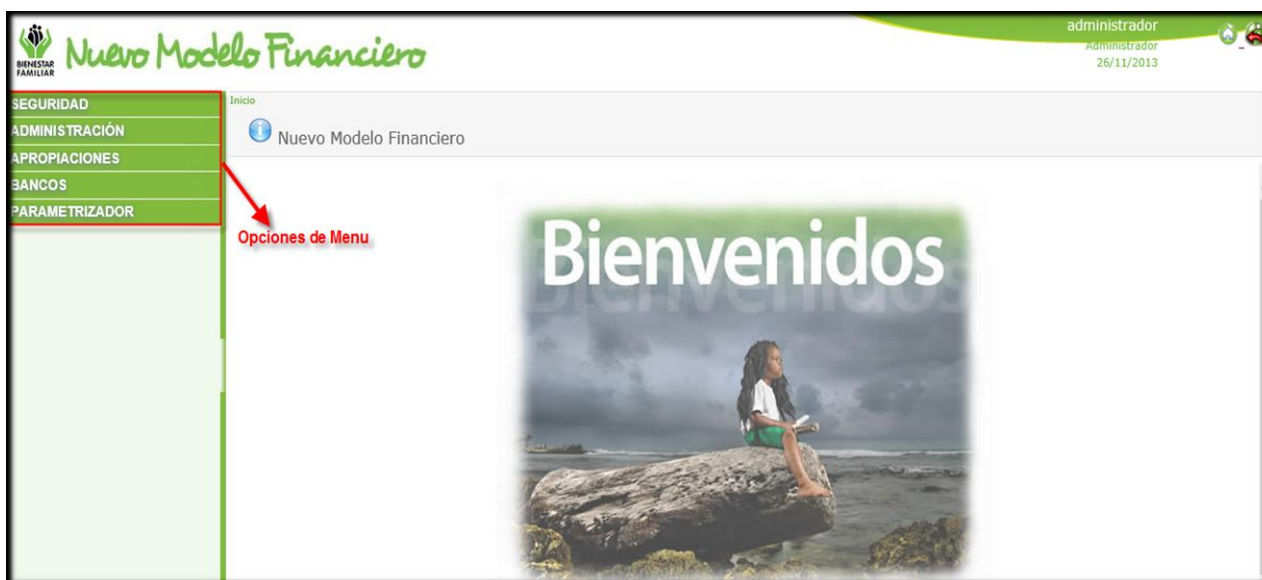 administrador
Administrador
26/11/2013
BIENESTAR
FAMILIAR
Nuevo Modelo Financiero
SEGURIDAD
ADMINISTRACIÓN
APROPIACIONES
BANCOS
PARAMETRIZADOR
Inicio
Nuevo Modelo Financiero
Opciones de Menu
Bienvenidos
Bienvenidos